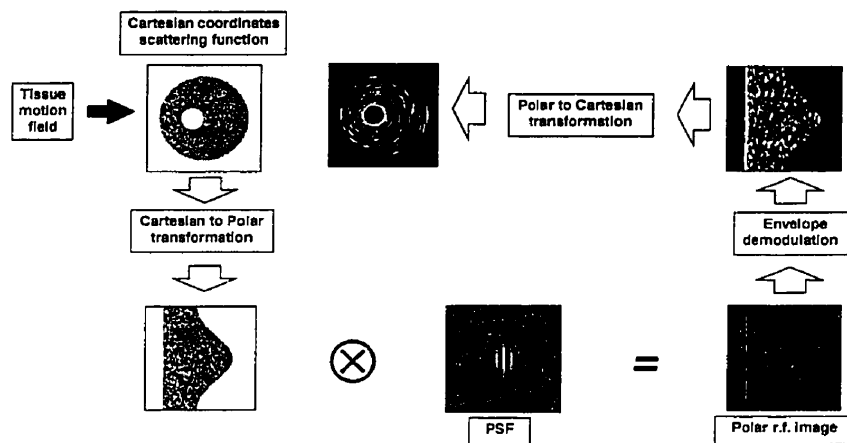 Cartesian coordinates
scattering function
Tissue
motion
field
Polar to Cartesian
transformation
Cartesian to Polar
transformation
Envelope
demodulation
=
PSF
Polar r.f. image